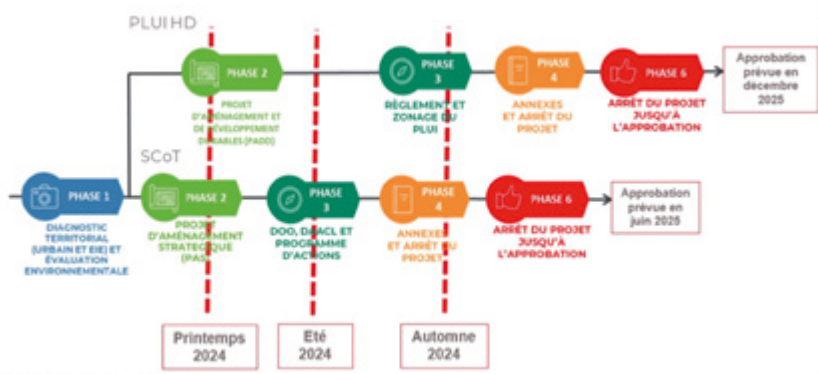 PLUI HD
PHASE 2
PROJET
D'AMÉNAGEMENT ET
DE DÉVELOPPEMENT
DURABLES (PADD)
PHASE
3
RÈGLEMENT ET
ZONAGE DU
PLUI
PHASE
4
ANNEXES
ET ARRÊT DU
PROJET
PHASE 6
ARRÊT DU PROJET
JUSQU'À
L'APPROBATION
Approbation
prévue en
décembre
2025
SCoT
PHASE 1
DIAGNOSTIC
TERRITORIAL
(URBAIN ET EIE) ET
ÉVALUATION
ENVIRONNEMENTALE
PHASE 2
PROJET
D'AMÉNAGEMENT
STRATEGIQUE
(PAS)
PHASE
3
DOO, DAACL ET
PROGRAMME
D'ACTIONS
PHASE
4
ANNEXES
ET ARRÊT DU
PROJET
PHASE 6
ARRÊT DU PROJET
JUSQU'À
L'APPROBATION
Approbation
prévue en
juin 2025
Printemps
2024
Eté
2024
Automne
2024